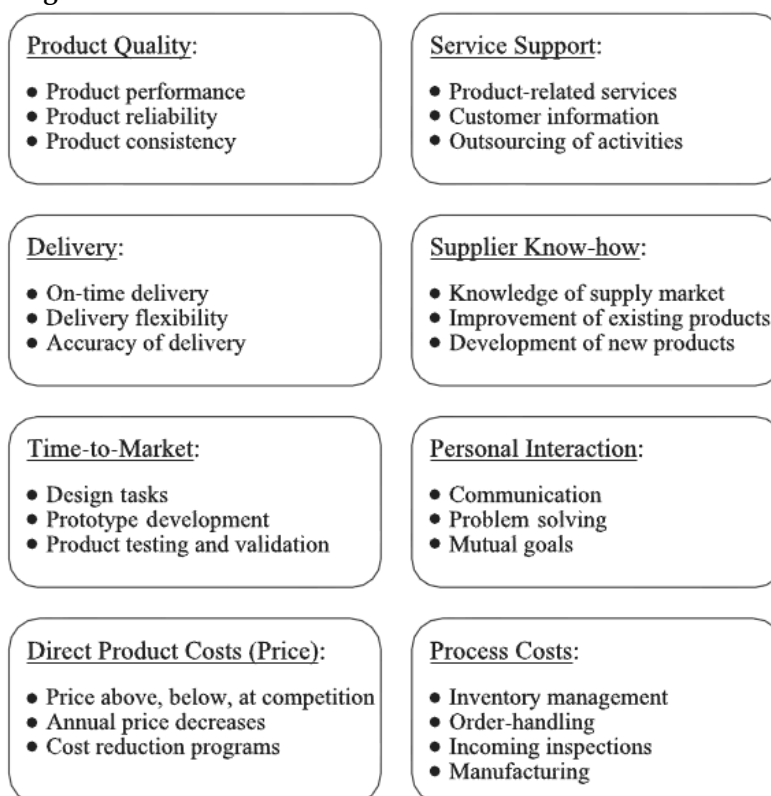 Product Quality:
● Product performance
● Product reliability
● Product consistency
Service Support:
● Product-related services
● Customer information
● Outsourcing of activities
Delivery:
● On-time delivery
● Delivery flexibility
● Accuracy of delivery
Supplier Know-how:
● Knowledge of supply market
● Improvement of existing products
● Development of new products
Time-to-Market:
● Design tasks
● Prototype development
● Product testing and validation
Personal Interaction:
● Communication
● Problem solving
● Mutual goals
Direct Product Costs (Price):
● Price above, below, at competition
● Annual price decreases
● Cost reduction programs
Process Costs:
● Inventory management
● Order-handling
● Incoming inspections
● Manufacturing